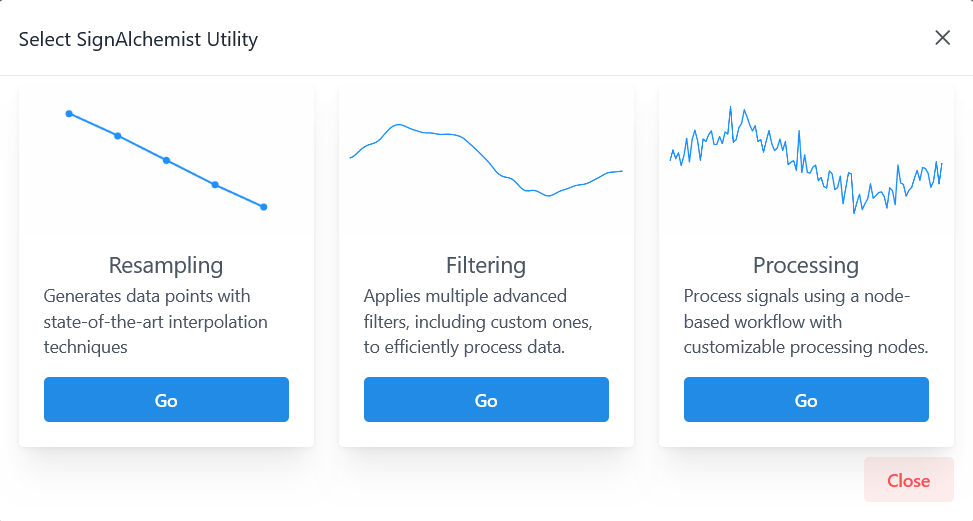 Select SignAlchemist Utility
Resampling
Generates data points with
state-of-the-art interpolation
techniques
Go
Filtering
Applies multiple advanced
filters, including custom ones,
to efficiently process data.
Go
Processing
Process signals using a node-
based workflow with
customizable processing nodes.
Go
Close